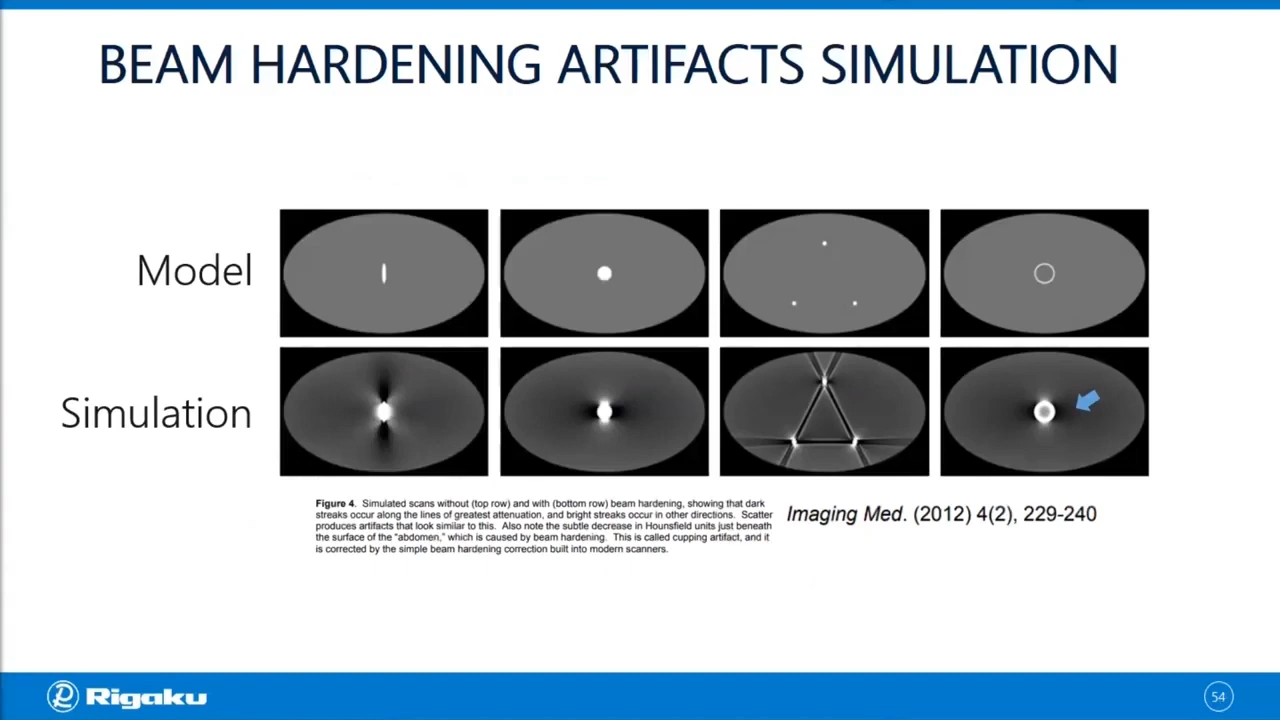 BEAM HARDENING ARTIFACTS SIMULATION
Model
Simulation
Figure 4. Simulated scans without (top row) and with (bottom row) beam hardening, showing that dark
streaks occur along the lines of greatest attenuation, and bright streaks occur in other directions. Scatter
produces artifacts that look similar to this. Also note the subtle decrease in Hounsfield units just beneath
the surface of the “abdomen,” which is caused by beam hardening. This is called cupping artifact, and it
is corrected by the simple beam hardening correction built into modern scanners.
Imaging Med. (2012) 4(2), 229-240
Rigaku
54